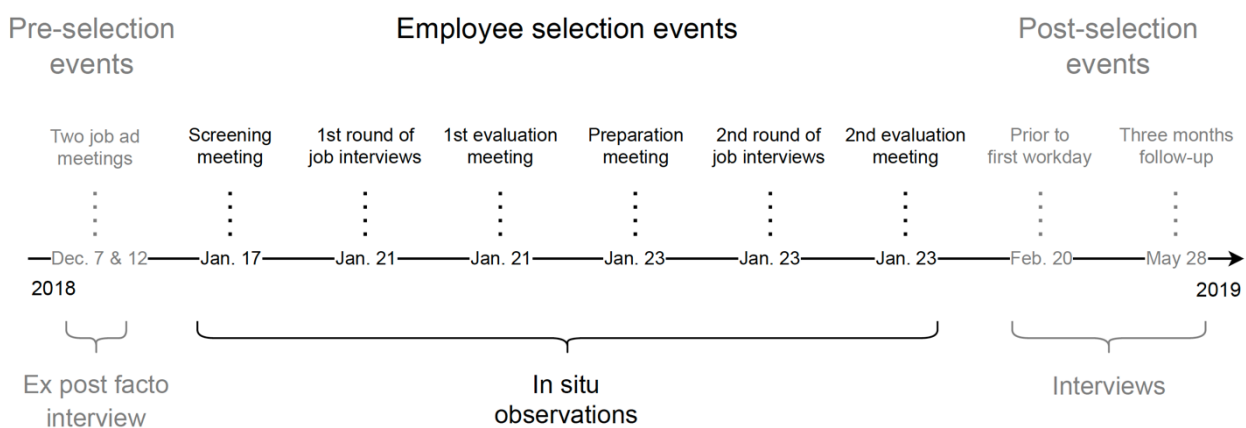 Pre-selection
events
Employee selection events
Post-selection
events
Two job ad
meetings
Screening
meeting
1st round of
job interviews
1st evaluation
meeting
Preparation
meeting
2nd round of
job interviews
2nd evaluation
meeting
Prior to
first workday
Three months
follow-up
Dec. 7 & 12
Jan. 17
Jan. 21
Jan. 21
Jan. 23
Jan. 23
Jan. 23
Feb. 20
May 28
2018
2019
Ex post facto
interview
In situ
observations
Interviews